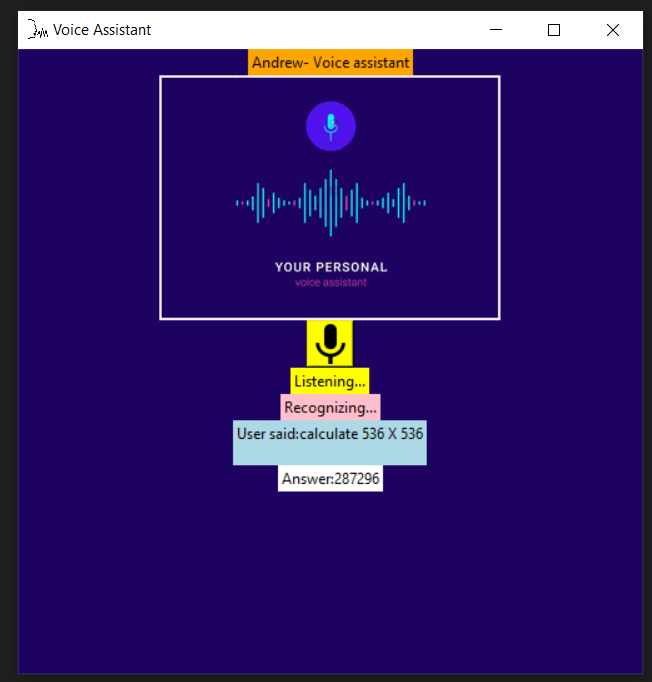 Voice Assistant
Andrew- Voice assistant
YOUR PERSONAL
voice assistant
Listening...
Recognizing...
User said:calculate 536 X 536
Answer:287296